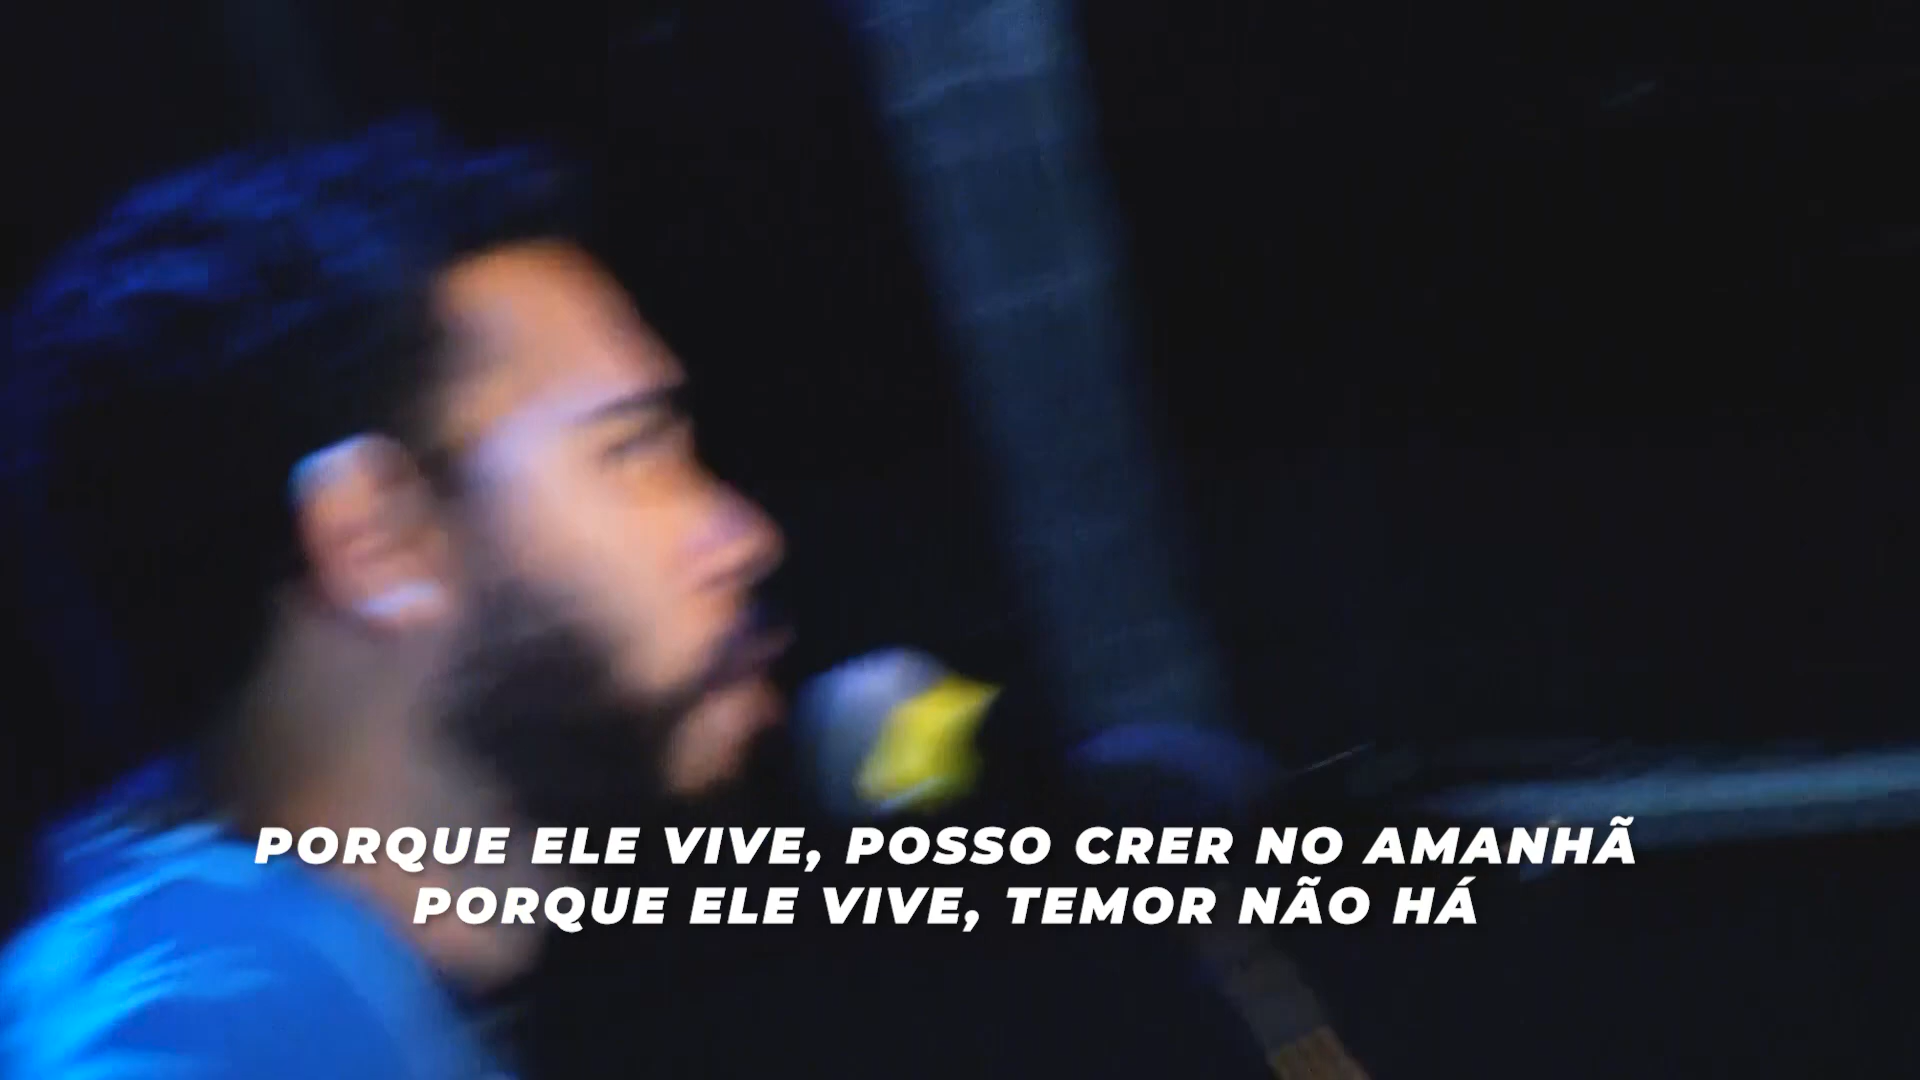 PORQUE ELE VIVE, POSSO CRER NO AMANHÃ
PORQUE ELE VIVE, TEMOR NÃO HÁ